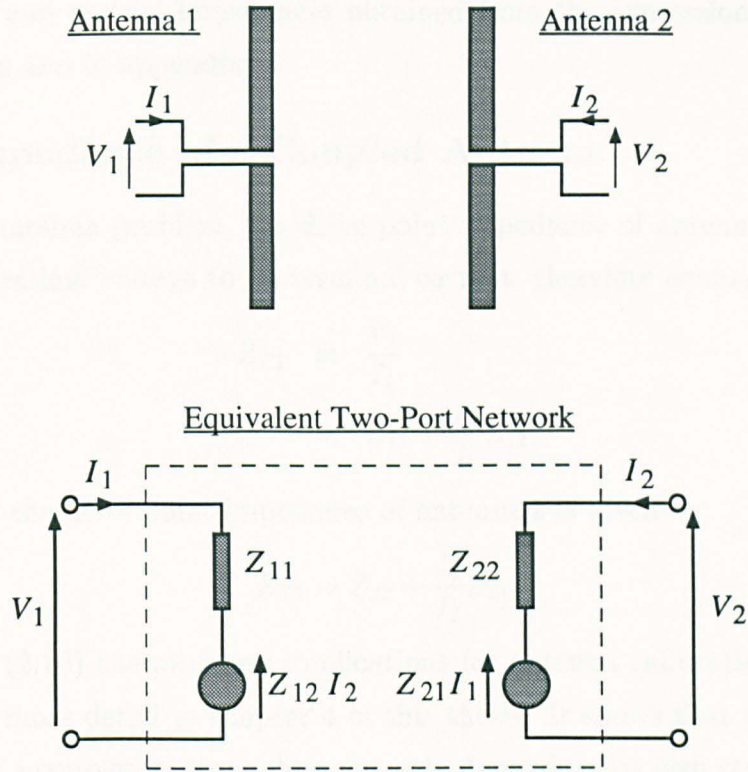 Antenna 1
Antenna 2
I1
I2
V1
V2
Equivalent Two-Port Network
I1
I2
Z11
Z22
V1
V2
Z12 I2
Z21 I1